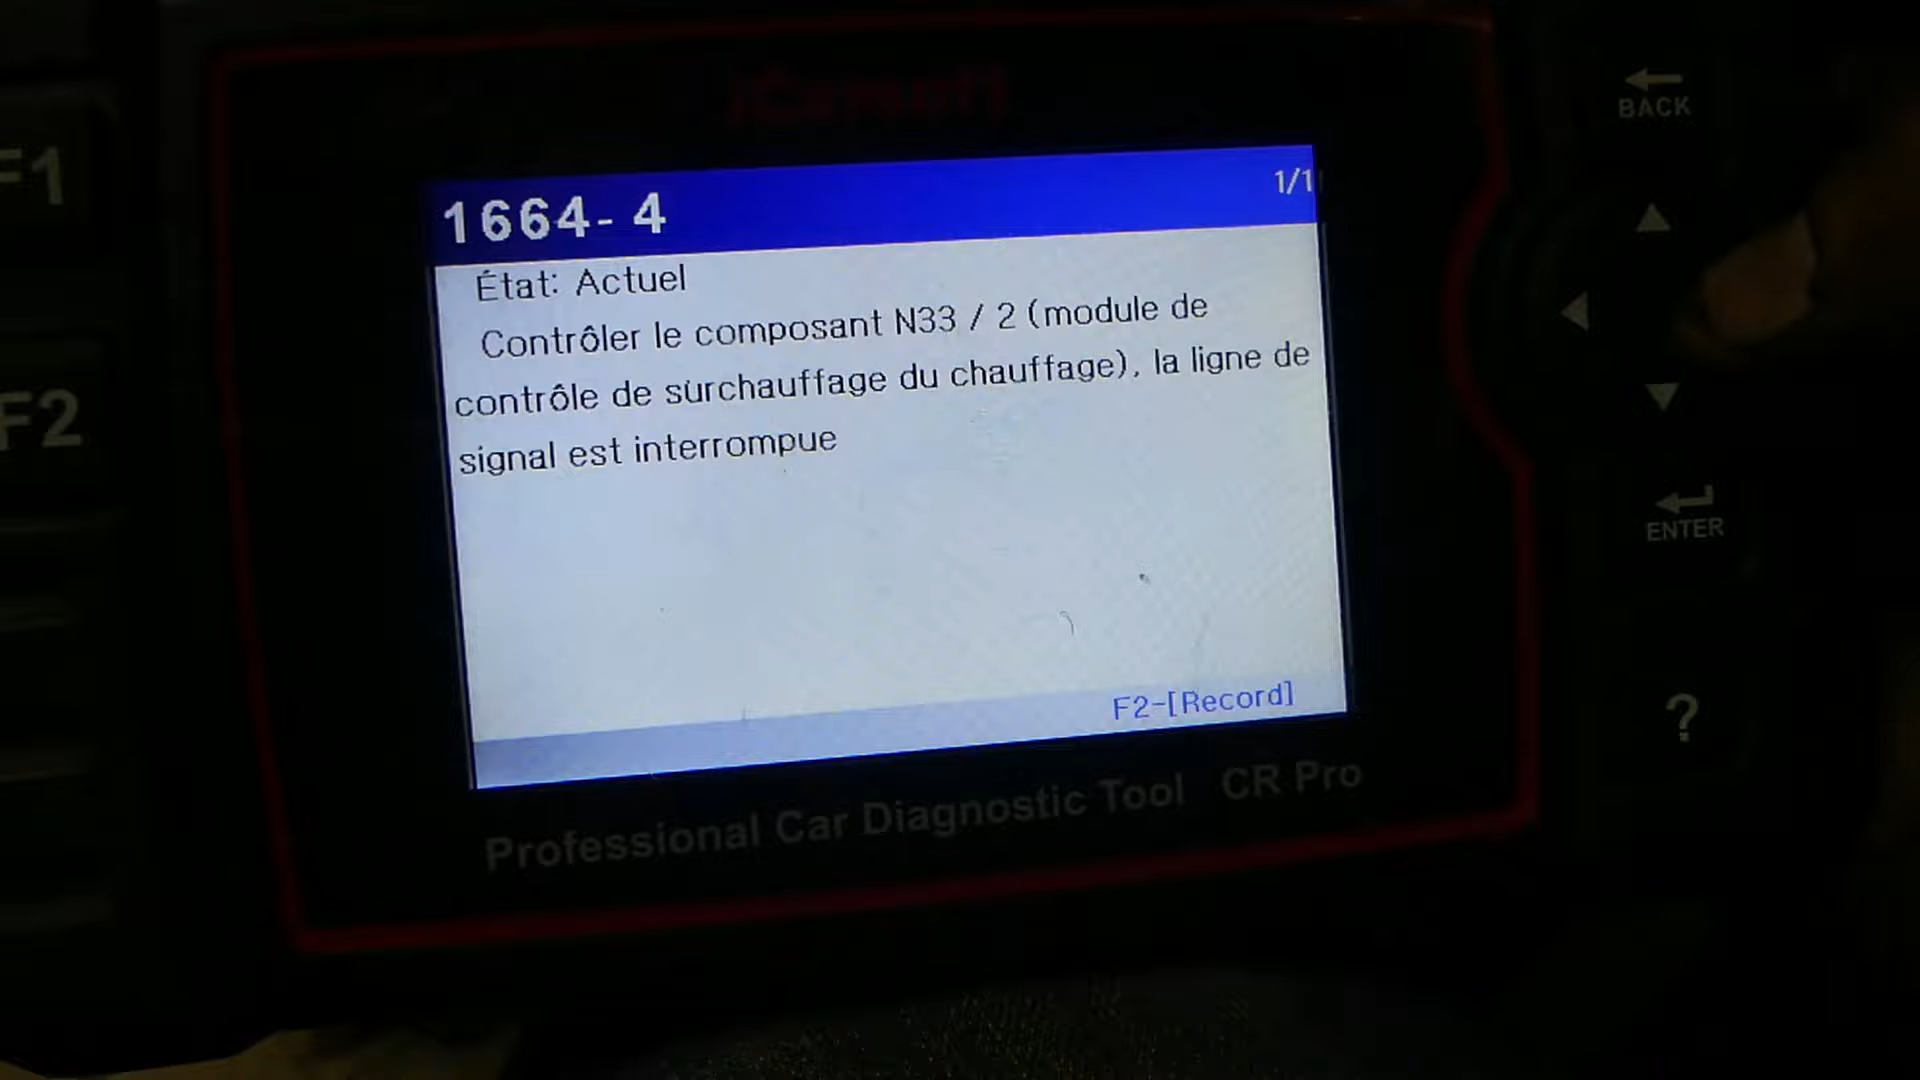 iCarsoft
BACK
F1
1664-4
1/1
État: Actuel
Contrôler le composant N33 / 2 (module de
contrôle de surchauffage du chauffage), la ligne de
signal est interrompue
F2
ENTER
F2-[Record]
?
Professional Car Diagnostic Tool CR Pro